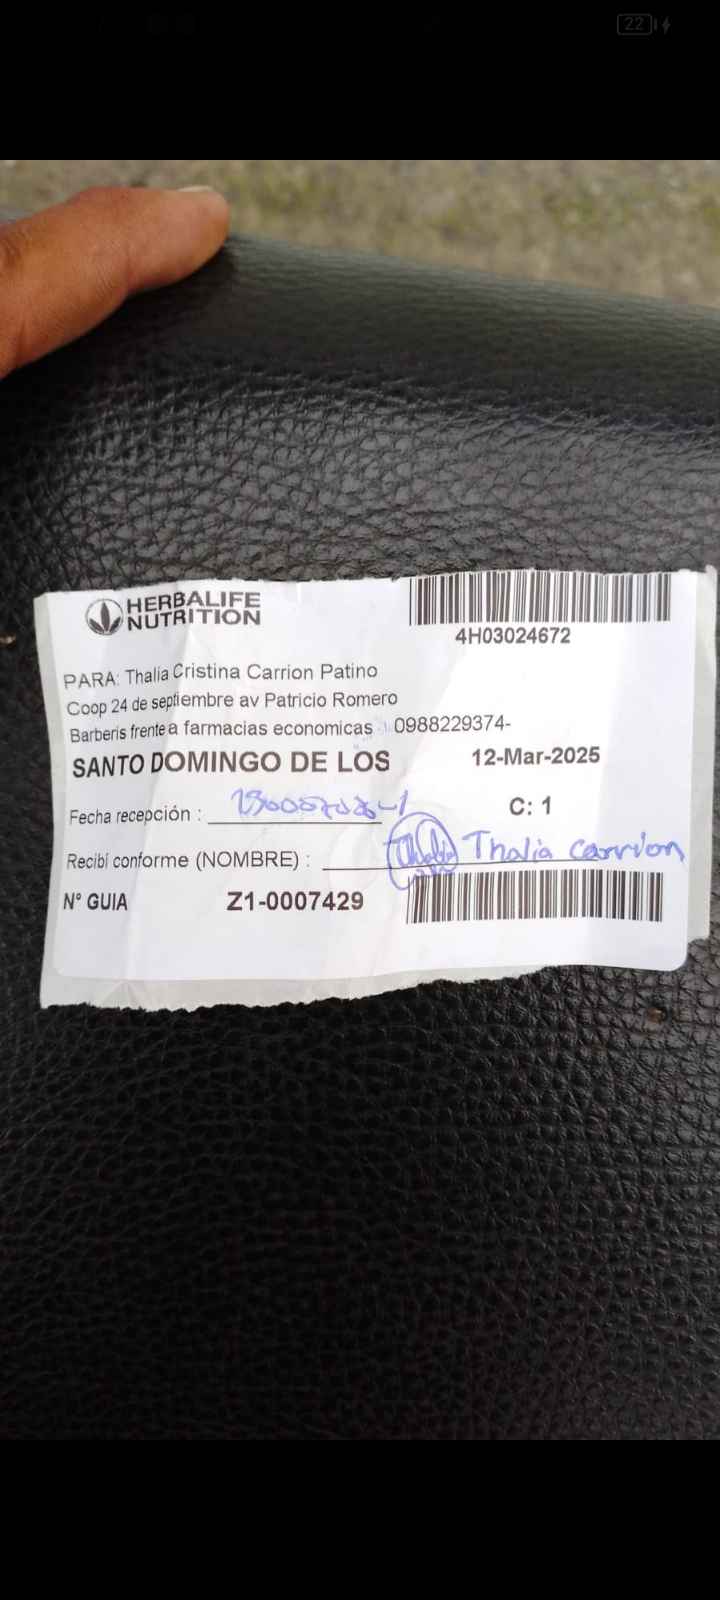 22
HERBALIFE
NUTRITION
4H03024672
PARA: Thalia Cristina Carrion Patino
Coop 24 de septiembre av Patricio Romero
Barberis frente a farmacias economicas 0988229374-
SANTO DOMINGO DE LOS 12-Mar-2025
Fecha recepción :
C: 1
Recibí conforme (NOMBRE) : Thalia Carrion
N° GUIA Z1-0007429